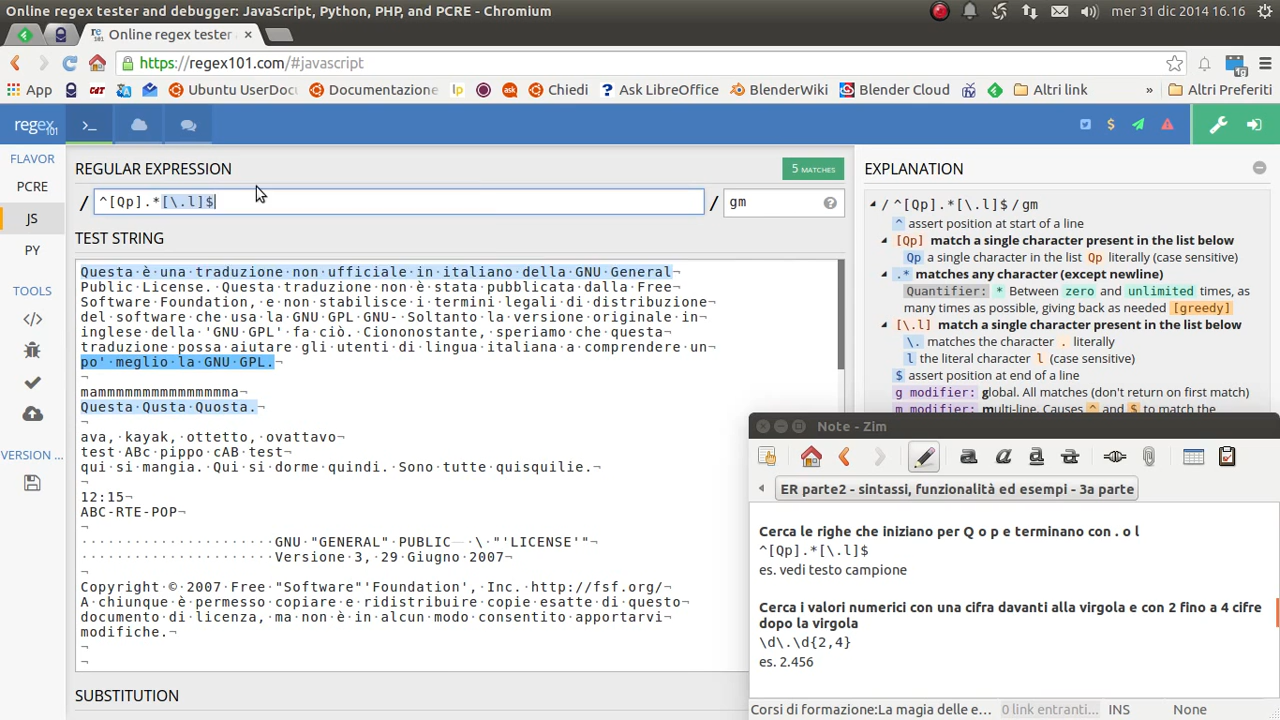 Online regex tester and debugger: JavaScript, Python, PHP, and PCRE - Chromium
mer 31 dic 2014 16.16
Online regex tester
https://regex101.com/#javascript
App
Ubuntu UserDocu
Documentazione
Chiedi
Ask LibreOffice
BlenderWiki
Blender Cloud
Altri link
»
Altri Preferiti
regex101
FLAVOR
PCRE
JS
PY
TOOLS
VERSION ...
REGULAR EXPRESSION
5 MATCHES
/ ^[Qp].*[\.l]$ / gm
TEST STRING
Questa·è·una·traduzione·non·ufficiale·in·italiano·della·GNU·General¬
Public·License.·Questa·traduzione·non·è·stata·pubblicata·dalla·Free¬
Software·Foundation,·e·non·stabilisce·i·termini·legali·di·distribuzione¬
del·software·che·usa·la·GNU·GPL·GNU-·Soltanto·la·versione·originale·in¬
inglese·della·'GNU·GPL'·fa·ciò.·Ciononostante,·speriamo·che·questa¬
traduzione·possa·aiutare·gli·utenti·di·lingua·italiana·a·comprendere·un¬
po'·meglio·la·GNU·GPL.¬
¬
mammmmmmmmmmmmmmma¬
Questa·Qusta·Quosta.¬
¬
ava,·kayak,·ottetto,·ovattavo¬
test·ABc·pippo·cAB·test¬
qui·si·mangia.·Qui·si·dorme·quindi.·Sono·tutte·quisquilie.¬
¬
12:15¬
ABC-RTE-POP¬
¬
····················GNU·"GENERAL"·PUBLIC··\·"'LICENSE'"¬
····················Versione·3,·29·Giugno·2007¬
¬
Copyright·©·2007·Free·"Software"'Foundation',·Inc.·http://fsf.org/¬
A·chiunque·è·permesso·copiare·e·ridistribuire·copie·esatte·di·questo¬
documento·di·licenza,·ma·non·è·in·alcun·modo·consentito·apportarvi¬
modifiche.¬
¬
¬
SUBSTITUTION
EXPLANATION
/ ^[Qp].*[\.l]$ / gm
^ assert position at start of a line
[Qp] match a single character present in the list below
Qp a single character in the list Qp literally (case sensitive)
.* matches any character (except newline)
Quantifier: * Between zero and unlimited times, as
many times as possible, giving back as needed [greedy]
[\.l] match a single character present in the list below
\. matches the character . literally
l the literal character l (case sensitive)
$ assert position at end of a line
g modifier: global. All matches (don't return on first match)
m modifier: multi-line. Causes ^ and $ to match the
Note - Zim
ER parte2 - sintassi, funzionalità ed esempi - 3a parte
Cerca le righe che iniziano per Q o p e terminano con . o l
^[Qp].*[\.l]$
es. vedi testo campione
Cerca i valori numerici con una cifra davanti alla virgola e con 2 fino a 4 cifre
dopo la virgola
\d\.\d{2,4}
es. 2.456
Corsi di formazione:La magia delle e...
0 link entranti...
INS
None